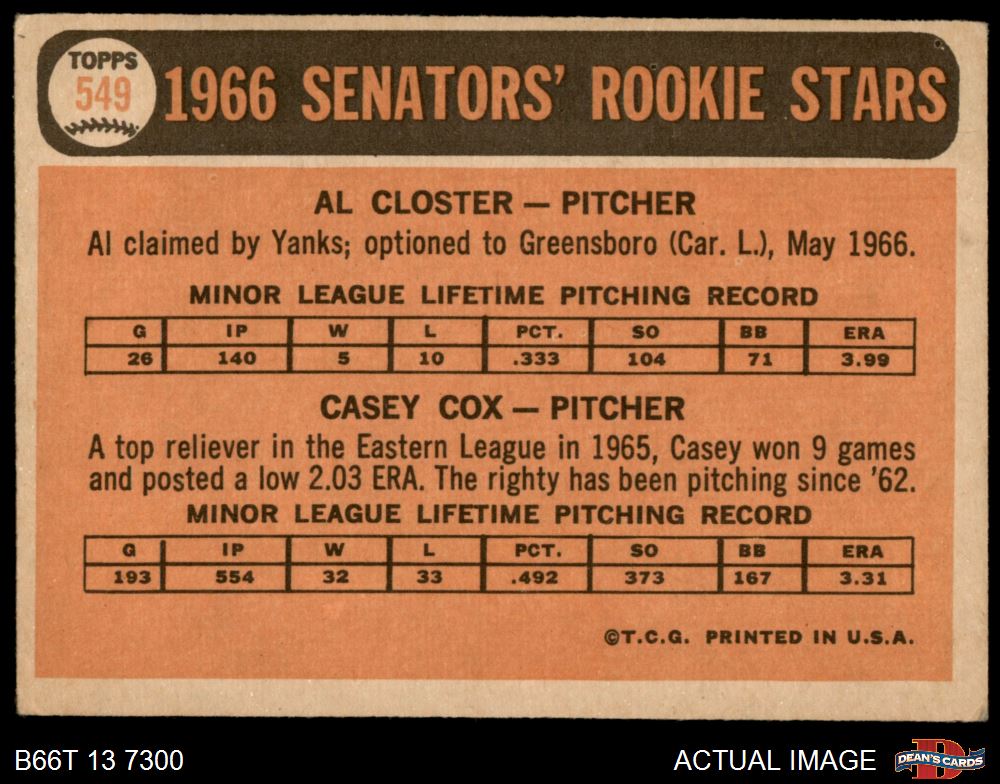 TOPPS
549
1966 SENATORS' ROOKIE STARS
AL CLOSTER — PITCHER
Al claimed by Yanks; optioned to Greensboro (Car. L.), May 1966.
MINOR LEAGUE LIFETIME PITCHING RECORD
G IP W L PCT. SO BB ERA
26 140 5 10 .333 104 71 3.99
CASEY COX — PITCHER
A top reliever in the Eastern League in 1965, Casey won 9 games
and posted a low 2.03 ERA. The righty has been pitching since '62.
MINOR LEAGUE LIFETIME PITCHING RECORD
G IP W L PCT. SO BB ERA
193 554 32 33 .492 373 167 3.31
©T.C.G. PRINTED IN U.S.A.
B66T 13 7300
ACTUAL IMAGE
D
DEAN'S CARDS